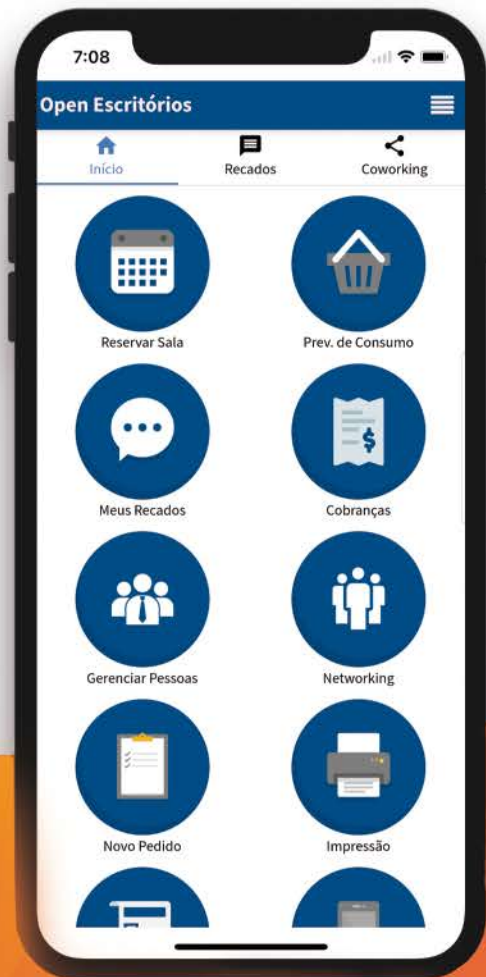 7:08
Open Escritórios
Início Recados Coworking
Reservar Sala Prev. de Consumo
Meus Recados Cobranças
Gerenciar Pessoas Networking
Novo Pedido Impressão